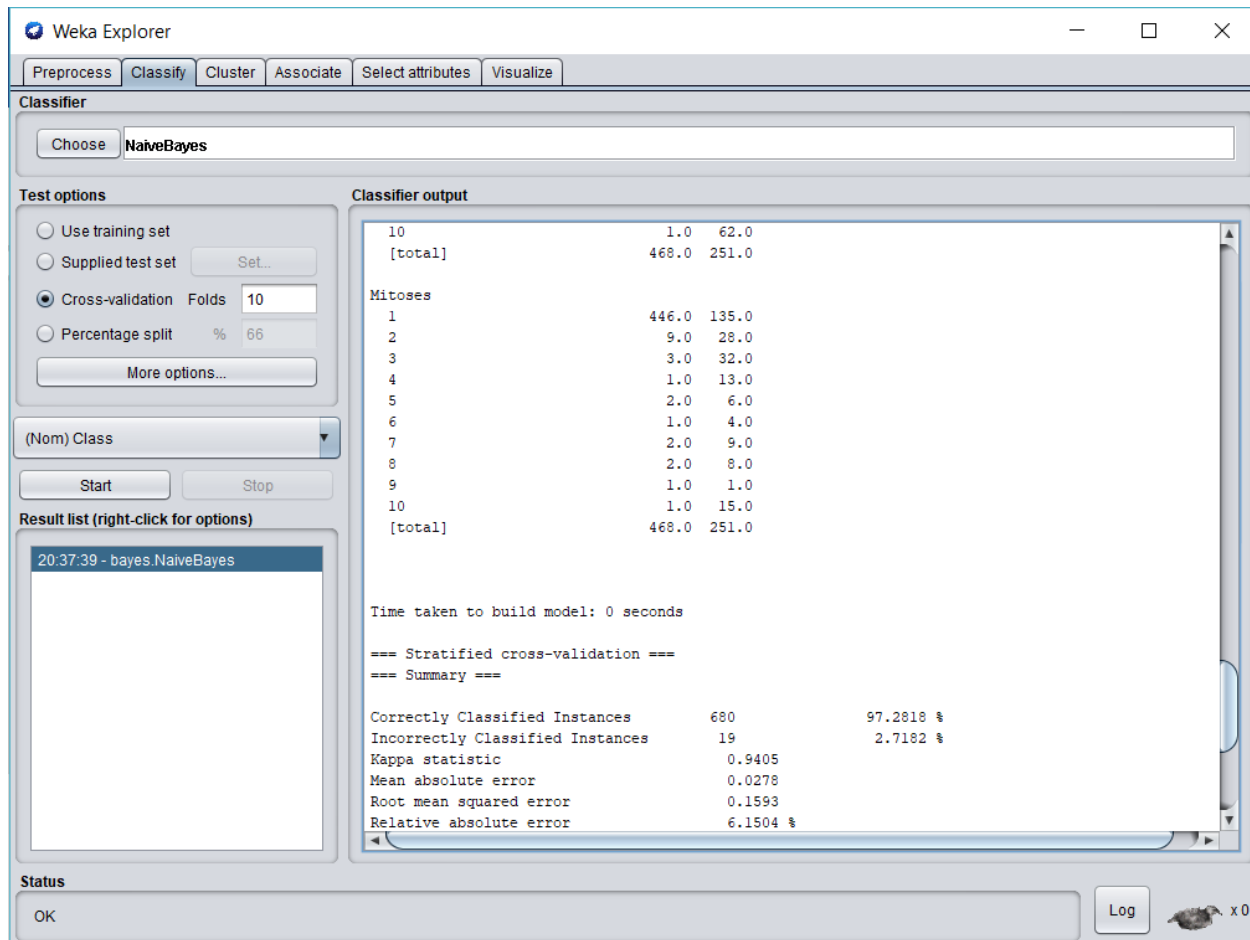 Weka Explorer
Preprocess Classify Cluster Associate Select attributes Visualize
Classifier
Choose NaiveBayes
Test options
Use training set
Supplied test set Set...
Cross-validation Folds 10
Percentage split % 66
More options...
(Nom) Class
Start Stop
Result list (right-click for options)
20:37:39 - bayes.NaiveBayes
Classifier output
10 1.0 62.0
[total] 468.0 251.0
Mitoses
1 446.0 135.0
2 9.0 28.0
3 3.0 32.0
4 1.0 13.0
5 2.0 6.0
6 1.0 4.0
7 2.0 9.0
8 2.0 8.0
9 1.0 1.0
10 1.0 15.0
[total] 468.0 251.0
Time taken to build model: 0 seconds
=== Stratified cross-validation ===
=== Summary ===
Correctly Classified Instances 680 97.2818 %
Incorrectly Classified Instances 19 2.7182 %
Kappa statistic 0.9405
Mean absolute error 0.0278
Root mean squared error 0.1593
Relative absolute error 6.1504 %
Status
OK
Log
x 0